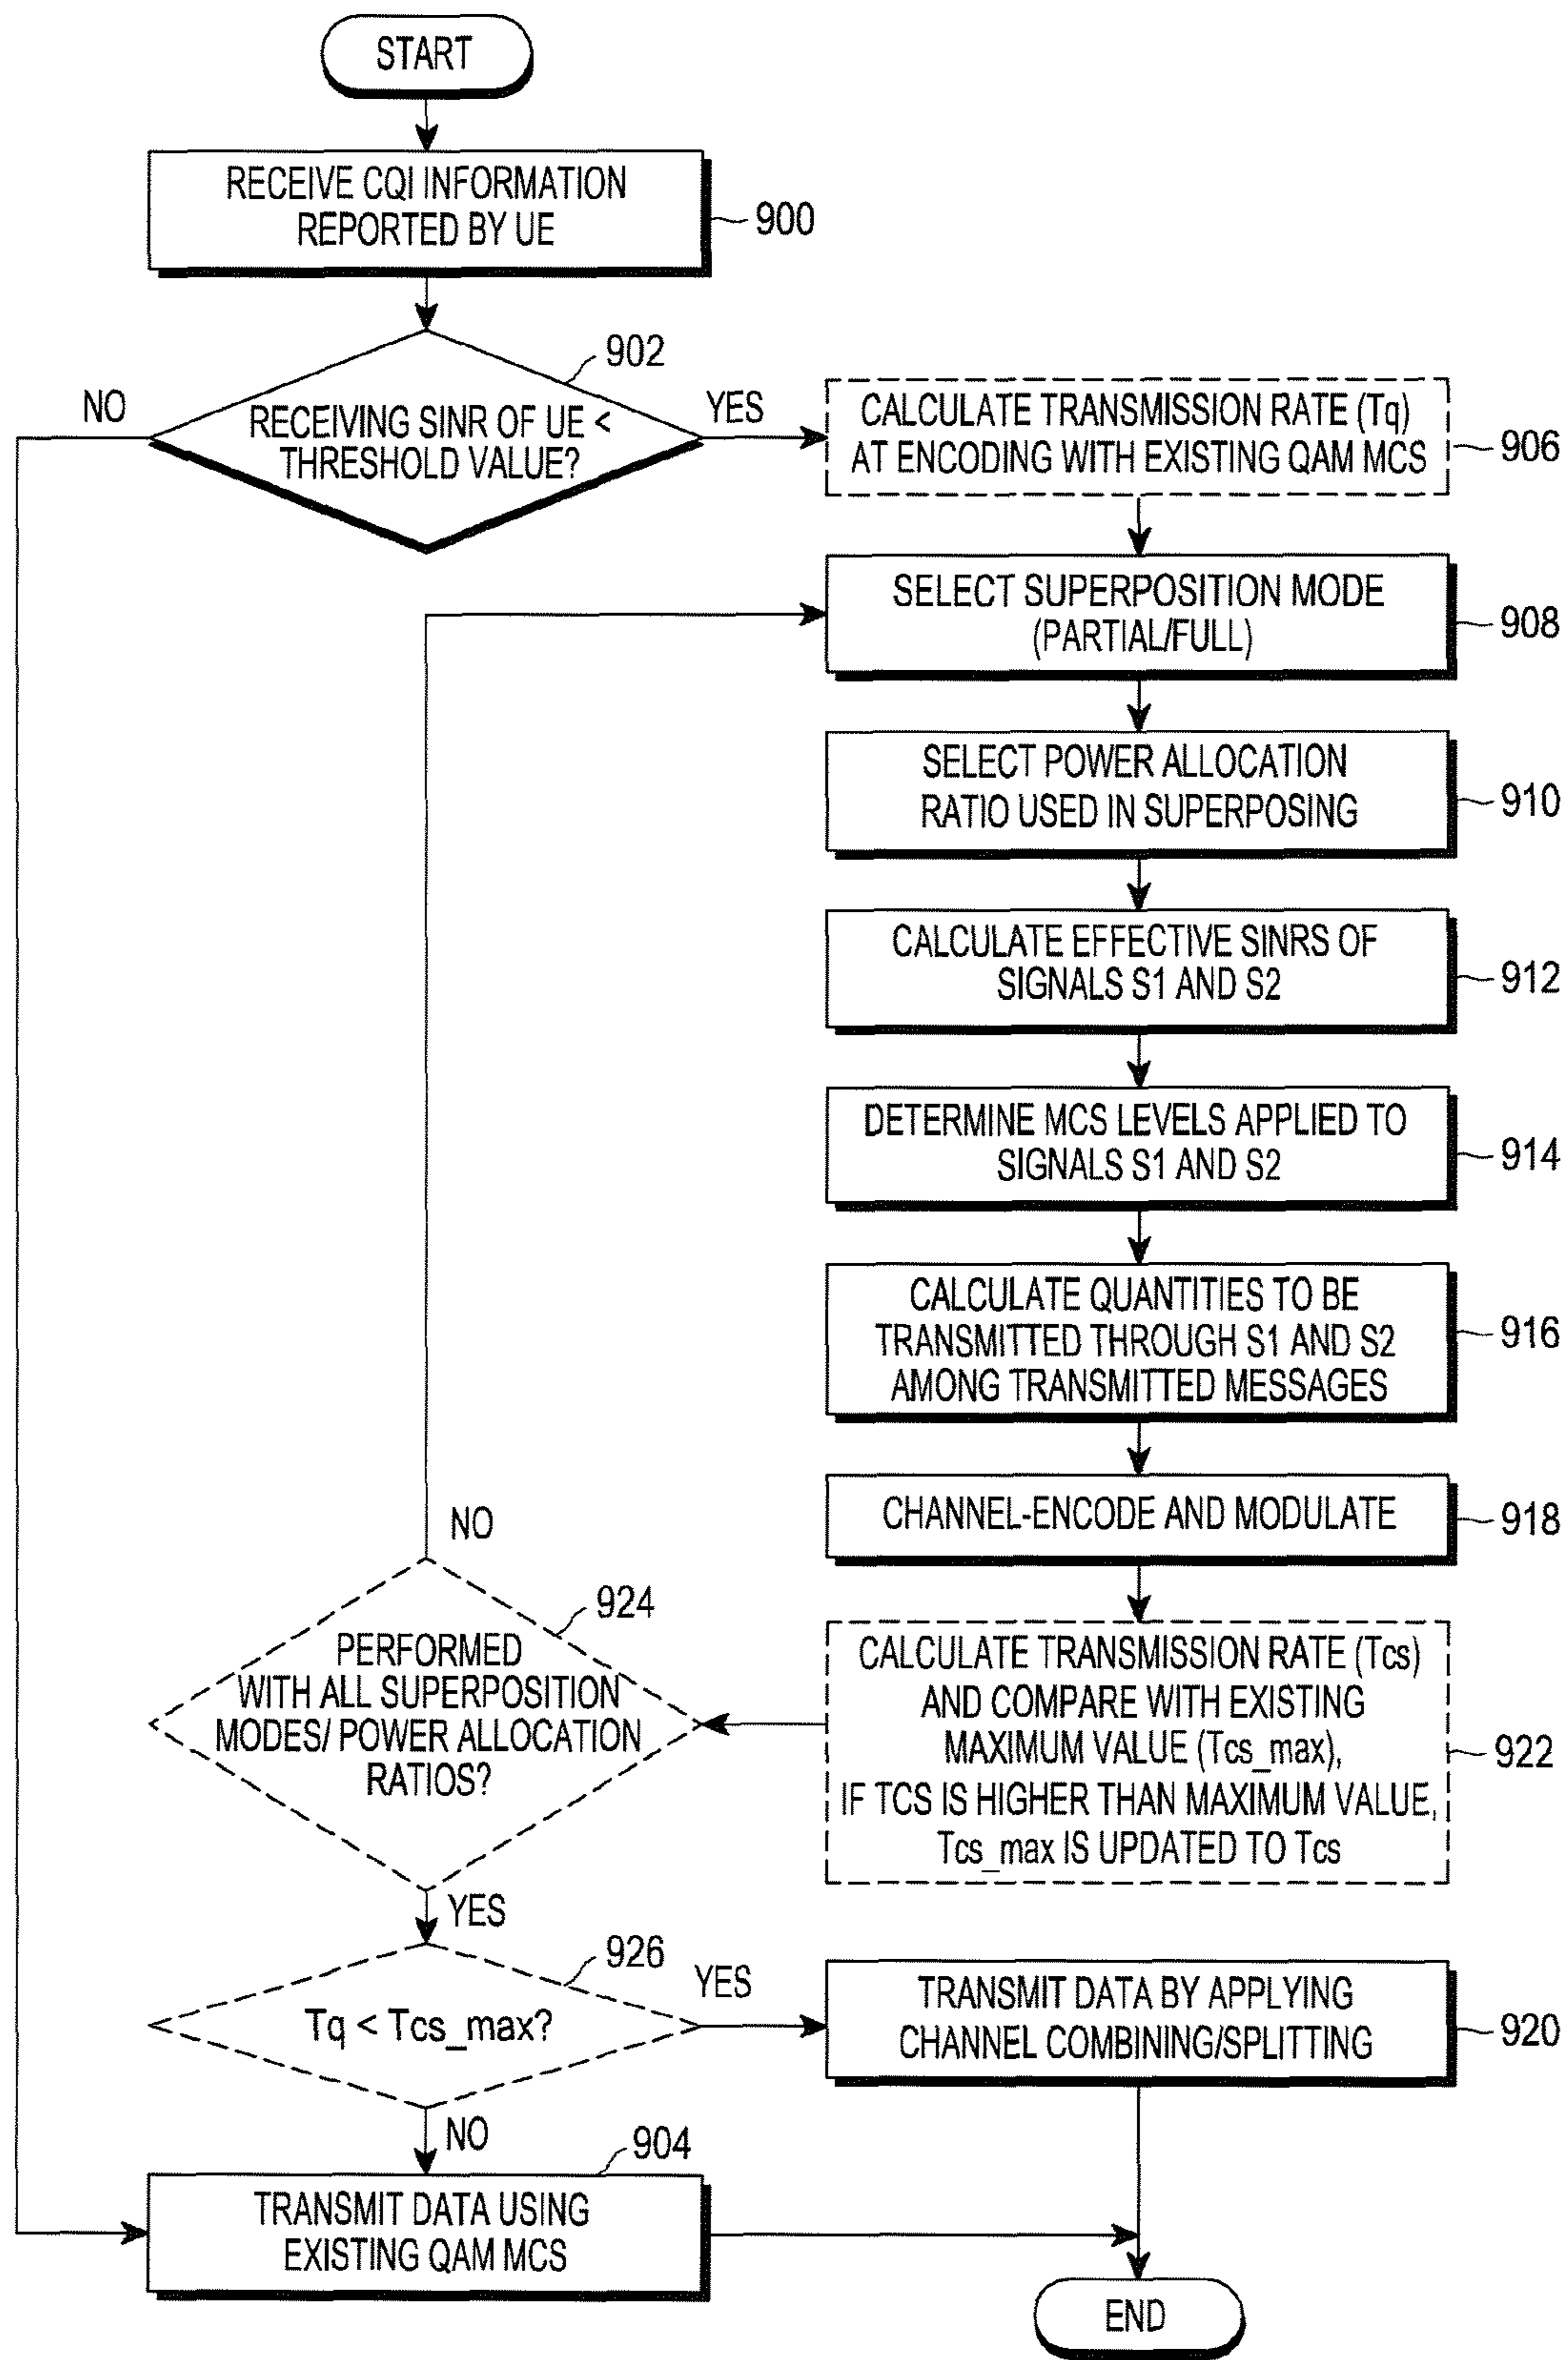 START
RECEIVE CQI INFORMATION
REPORTED BY UE
900
902
RECEIVING SINR OF UE <
THRESHOLD VALUE?
NO
YES
CALCULATE TRANSMISSION RATE (Tq)
AT ENCODING WITH EXISTING QAM MCS
906
SELECT SUPERPOSITION MODE
(PARTIAL/FULL)
908
SELECT POWER ALLOCATION
RATIO USED IN SUPERPOSING
910
CALCULATE EFFECTIVE SINRS OF
SIGNALS S1 AND S2
912
DETERMINE MCS LEVELS APPLIED TO
SIGNALS S1 AND S2
914
CALCULATE QUANTITIES TO BE
TRANSMITTED THROUGH S1 AND S2
AMONG TRANSMITTED MESSAGES
916
CHANNEL-ENCODE AND MODULATE
918
CALCULATE TRANSMISSION RATE (Tcs)
AND COMPARE WITH EXISTING
MAXIMUM VALUE (Tcs_max),
IF TCS IS HIGHER THAN MAXIMUM VALUE,
Tcs_max IS UPDATED TO Tcs
922
NO
924
PERFORMED
WITH ALL SUPERPOSITION
MODES/ POWER ALLOCATION
RATIOS?
YES
926
Tq < Tcs_max?
YES
TRANSMIT DATA BY APPLYING
CHANNEL COMBINING/SPLITTING
920
NO
904
TRANSMIT DATA USING
EXISTING QAM MCS
END